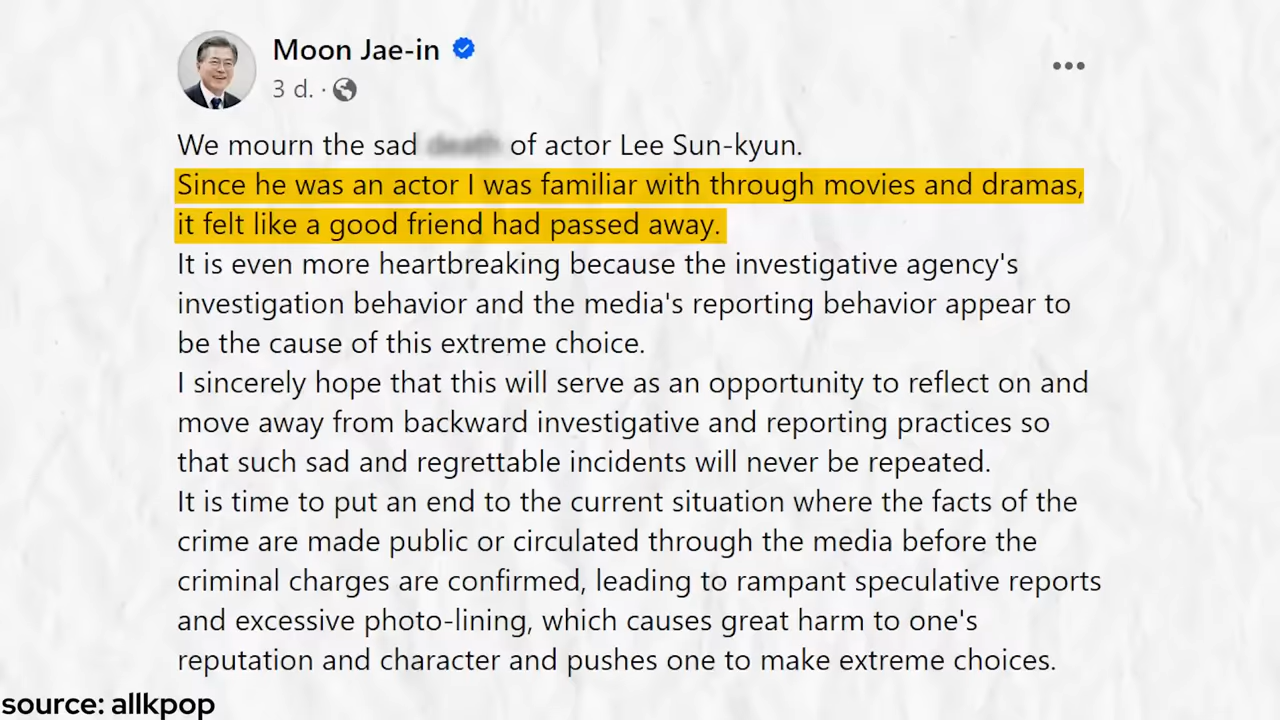 Moon Jae-in
3 d. ·
We mourn the sad of actor Lee Sun-kyun.
Since he was an actor I was familiar with through movies and dramas,
it felt like a good friend had passed away.
It is even more heartbreaking because the investigative agency's
investigation behavior and the media's reporting behavior appear to
be the cause of this extreme choice.
I sincerely hope that this will serve as an opportunity to reflect on and
move away from backward investigative and reporting practices so
that such sad and regrettable incidents will never be repeated.
It is time to put an end to the current situation where the facts of the
crime are made public or circulated through the media before the
criminal charges are confirmed, leading to rampant speculative reports
and excessive photo-lining, which causes great harm to one's
reputation and character and pushes one to make extreme choices.
source: allkpop